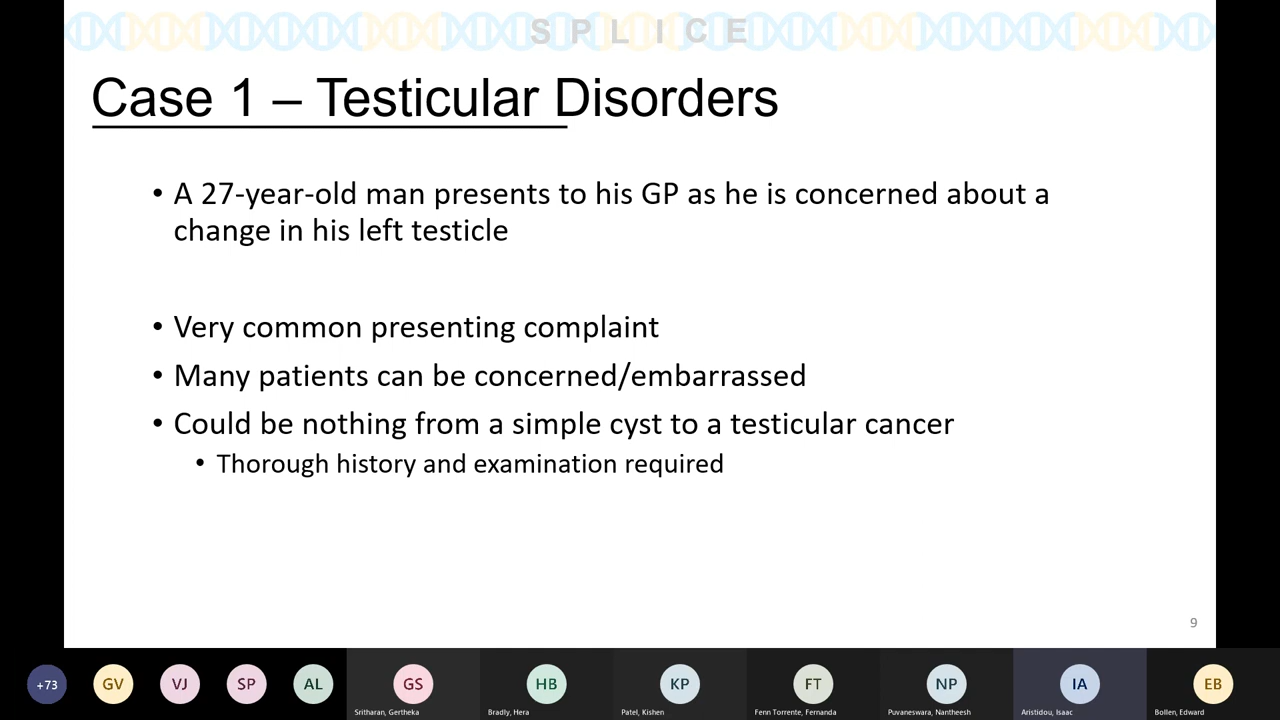 S P L I C E
Case 1 – Testicular Disorders
• A 27-year-old man presents to his GP as he is concerned about a
change in his left testicle
• Very common presenting complaint
• Many patients can be concerned/embarrassed
• Could be nothing from a simple cyst to a testicular cancer
• Thorough history and examination required
9
+73 GV VJ SP AL GS HB KP FT NP IA EB
Sritharan, Gertheka Bradly, Hera Patel, Kishen Fenn Torrente, Fernanda Puvaneswara, Nantheesh Aristidou, Isaac Bollen, Edward